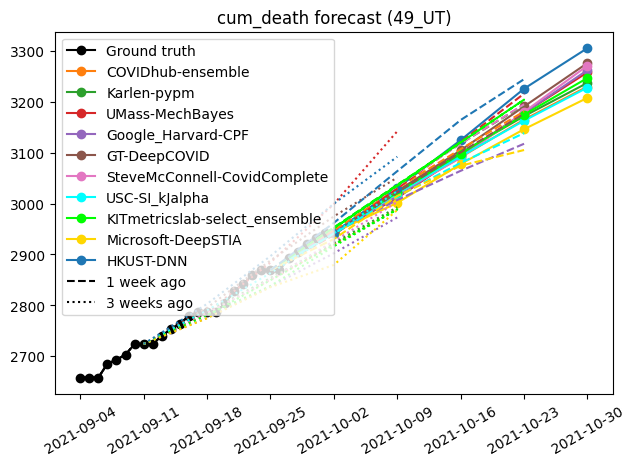 cum_death forecast (49_UT)
3300
3200
3100
3000
2900
2800
2700
Ground truth
COVIDhub-ensemble
Karlen-pypm
UMass-MechBayes
Google_Harvard-CPF
GT-DeepCOVID
SteveMcConnell-CovidComplete
USC-SI_kJalpha
KITmetricslab-select_ensemble
Microsoft-DeepSTIA
HKUST-DNN
1 week ago
3 weeks ago
2021-09-04
2021-09-11
2021-09-18
2021-09-25
2021-10-02
2021-10-09
2021-10-16
2021-10-23
2021-10-30